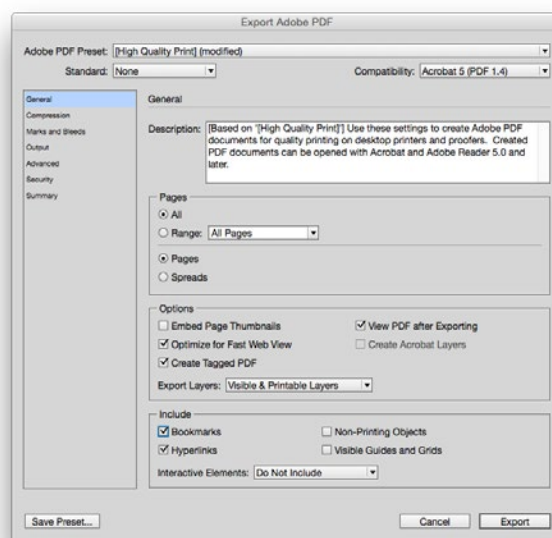 Export Adobe PDF
Adobe PDF Preset: [High Quality Print] (modified)
Standard: None Compatibility: Acrobat 5 (PDF 1.4)
General
Compression
Marks and Bleeds
Output
Advanced
Security
Summary
General
Description: [Based on "[High Quality Print]"] Use these settings to create Adobe PDF
documents for quality printing on desktop printers and proofers. Created
PDF documents can be opened with Acrobat and Adobe Reader 5.0 and
later.
Pages
All
Range: All Pages
Pages
Spreads
Options
Embed Page Thumbnails View PDF after Exporting
Optimize for Fast Web View Create Acrobat Layers
Create Tagged PDF
Export Layers: Visible & Printable Layers
Include
Bookmarks Non-Printing Objects
Hyperlinks Visible Guides and Grids
Interactive Elements: Do Not Include
Save Preset... Cancel Export